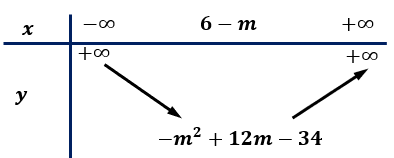 x −∞ 6 − m +∞
+∞ +∞
y
−m² + 12m − 34